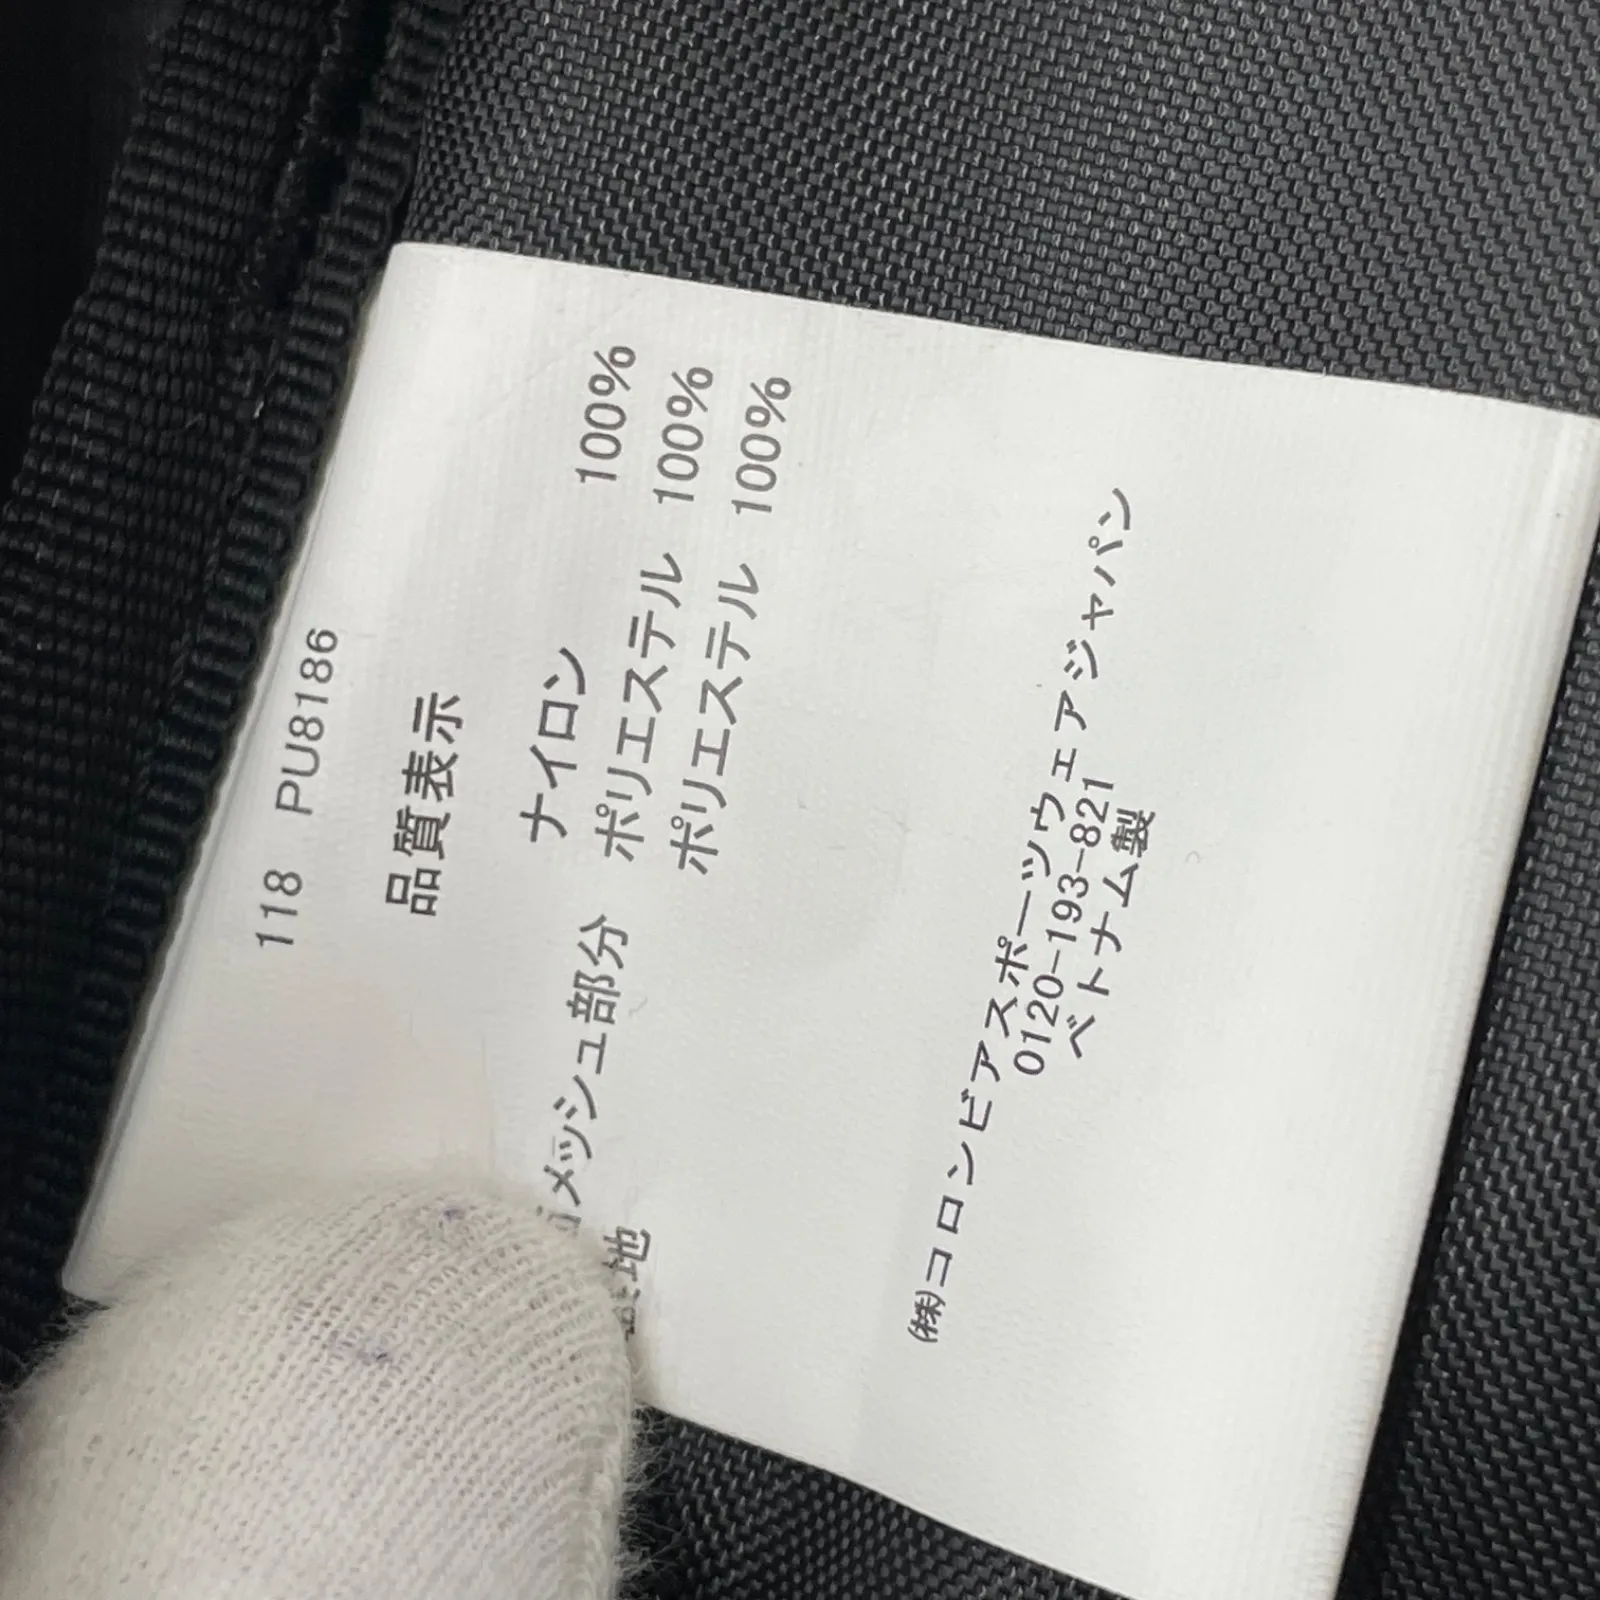 118 PU8186
品質表示
ナイロン 100%
メッシュ部分 ポリエステル 100%
地 ポリエステル 100%
㈱コロンビアスポーツウェアジャパン
0120-193-821
ベトナム製